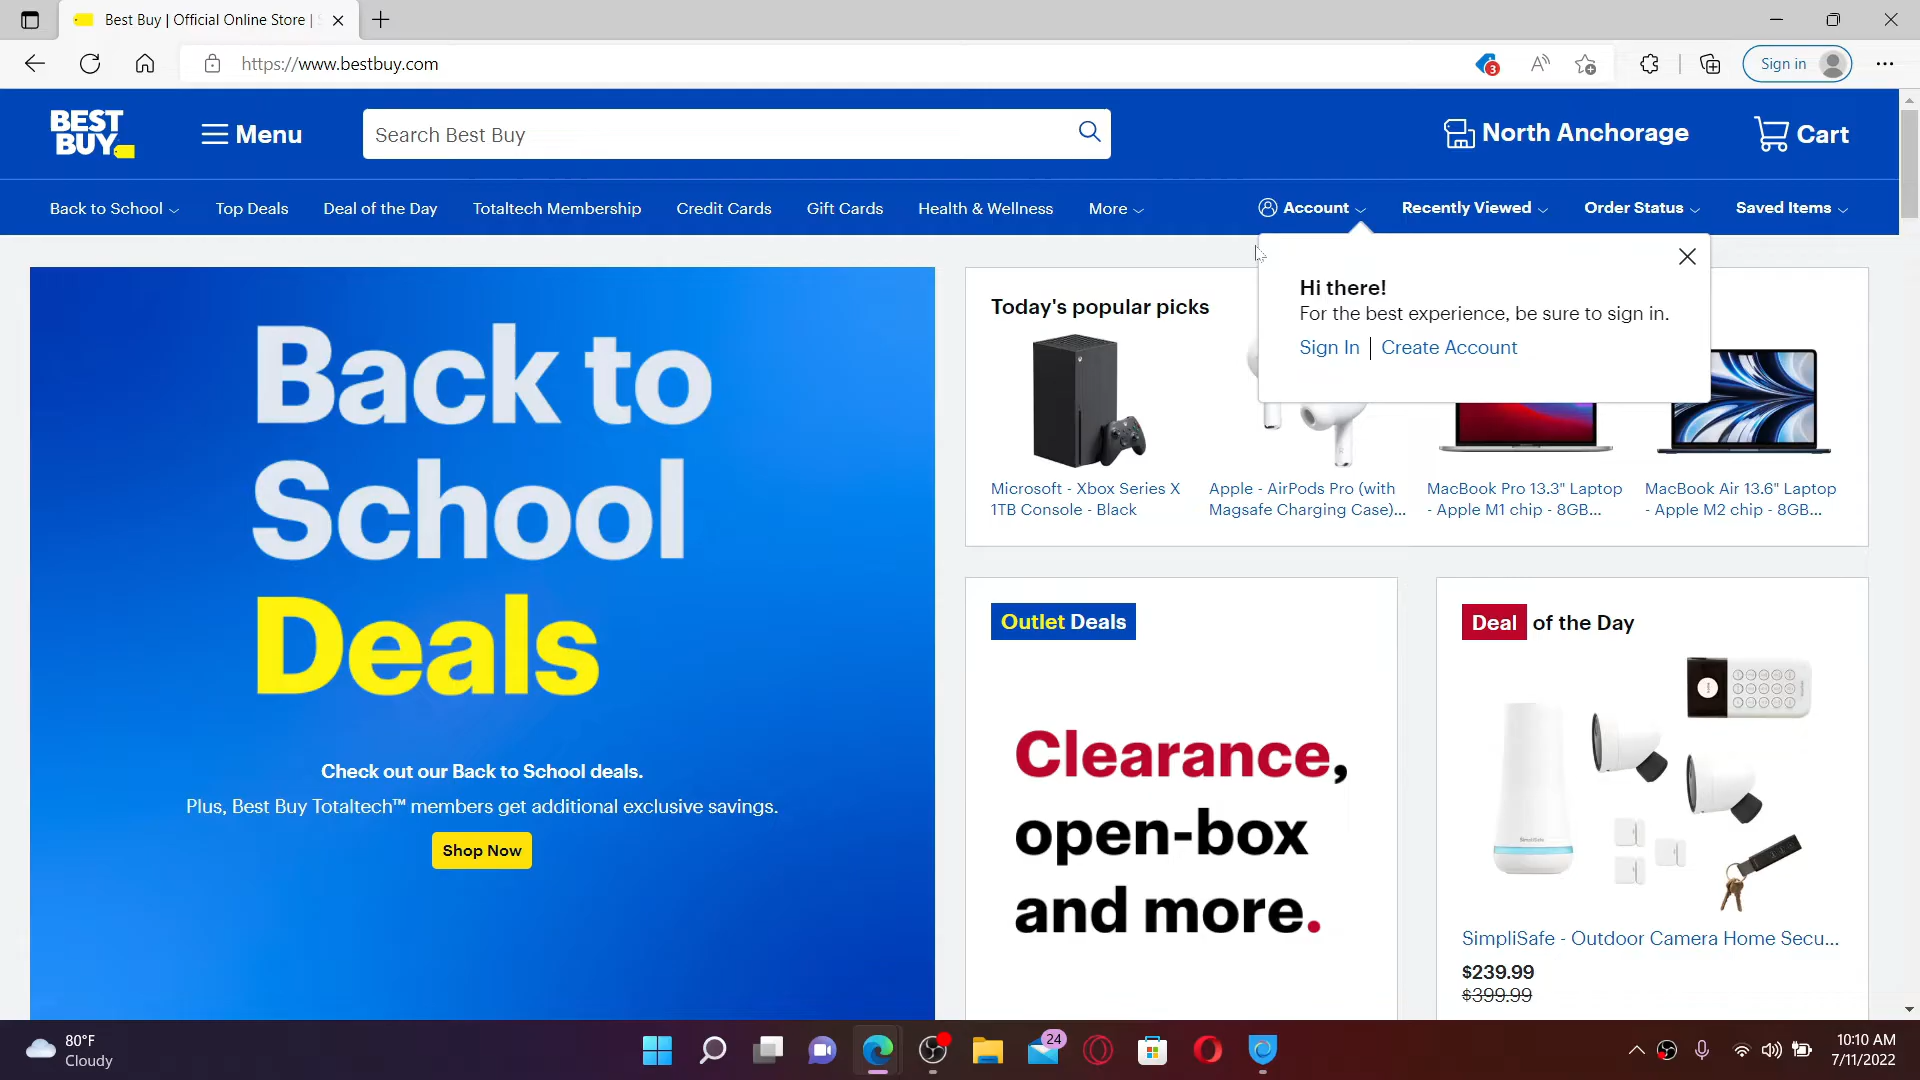 Best Buy | Official Online Store |
https://www.bestbuy.com
3
Sign in
BEST
BUY
Menu
Search Best Buy
North Anchorage
Cart
Back to School
Top Deals
Deal of the Day
Totaltech Membership
Credit Cards
Gift Cards
Health & Wellness
More
Account
Recently Viewed
Order Status
Saved Items
Hi there!
For the best experience, be sure to sign in.
Sign In | Create Account
Back to
School
Deals
Check out our Back to School deals.
Plus, Best Buy Totaltech™ members get additional exclusive savings.
Shop Now
Today's popular picks
Microsoft - Xbox Series X
1TB Console - Black
Apple - AirPods Pro (with
Magsafe Charging Case)...
MacBook Pro 13.3" Laptop
- Apple M1 chip - 8GB...
MacBook Air 13.6" Laptop
- Apple M2 chip - 8GB...
Outlet Deals
Clearance,
open-box
and more.
Deal of the Day
SimpliSafe
SimpliSafe - Outdoor Camera Home Secu...
$239.99
$399.99
80°F
Cloudy
24
10:10 AM
7/11/2022